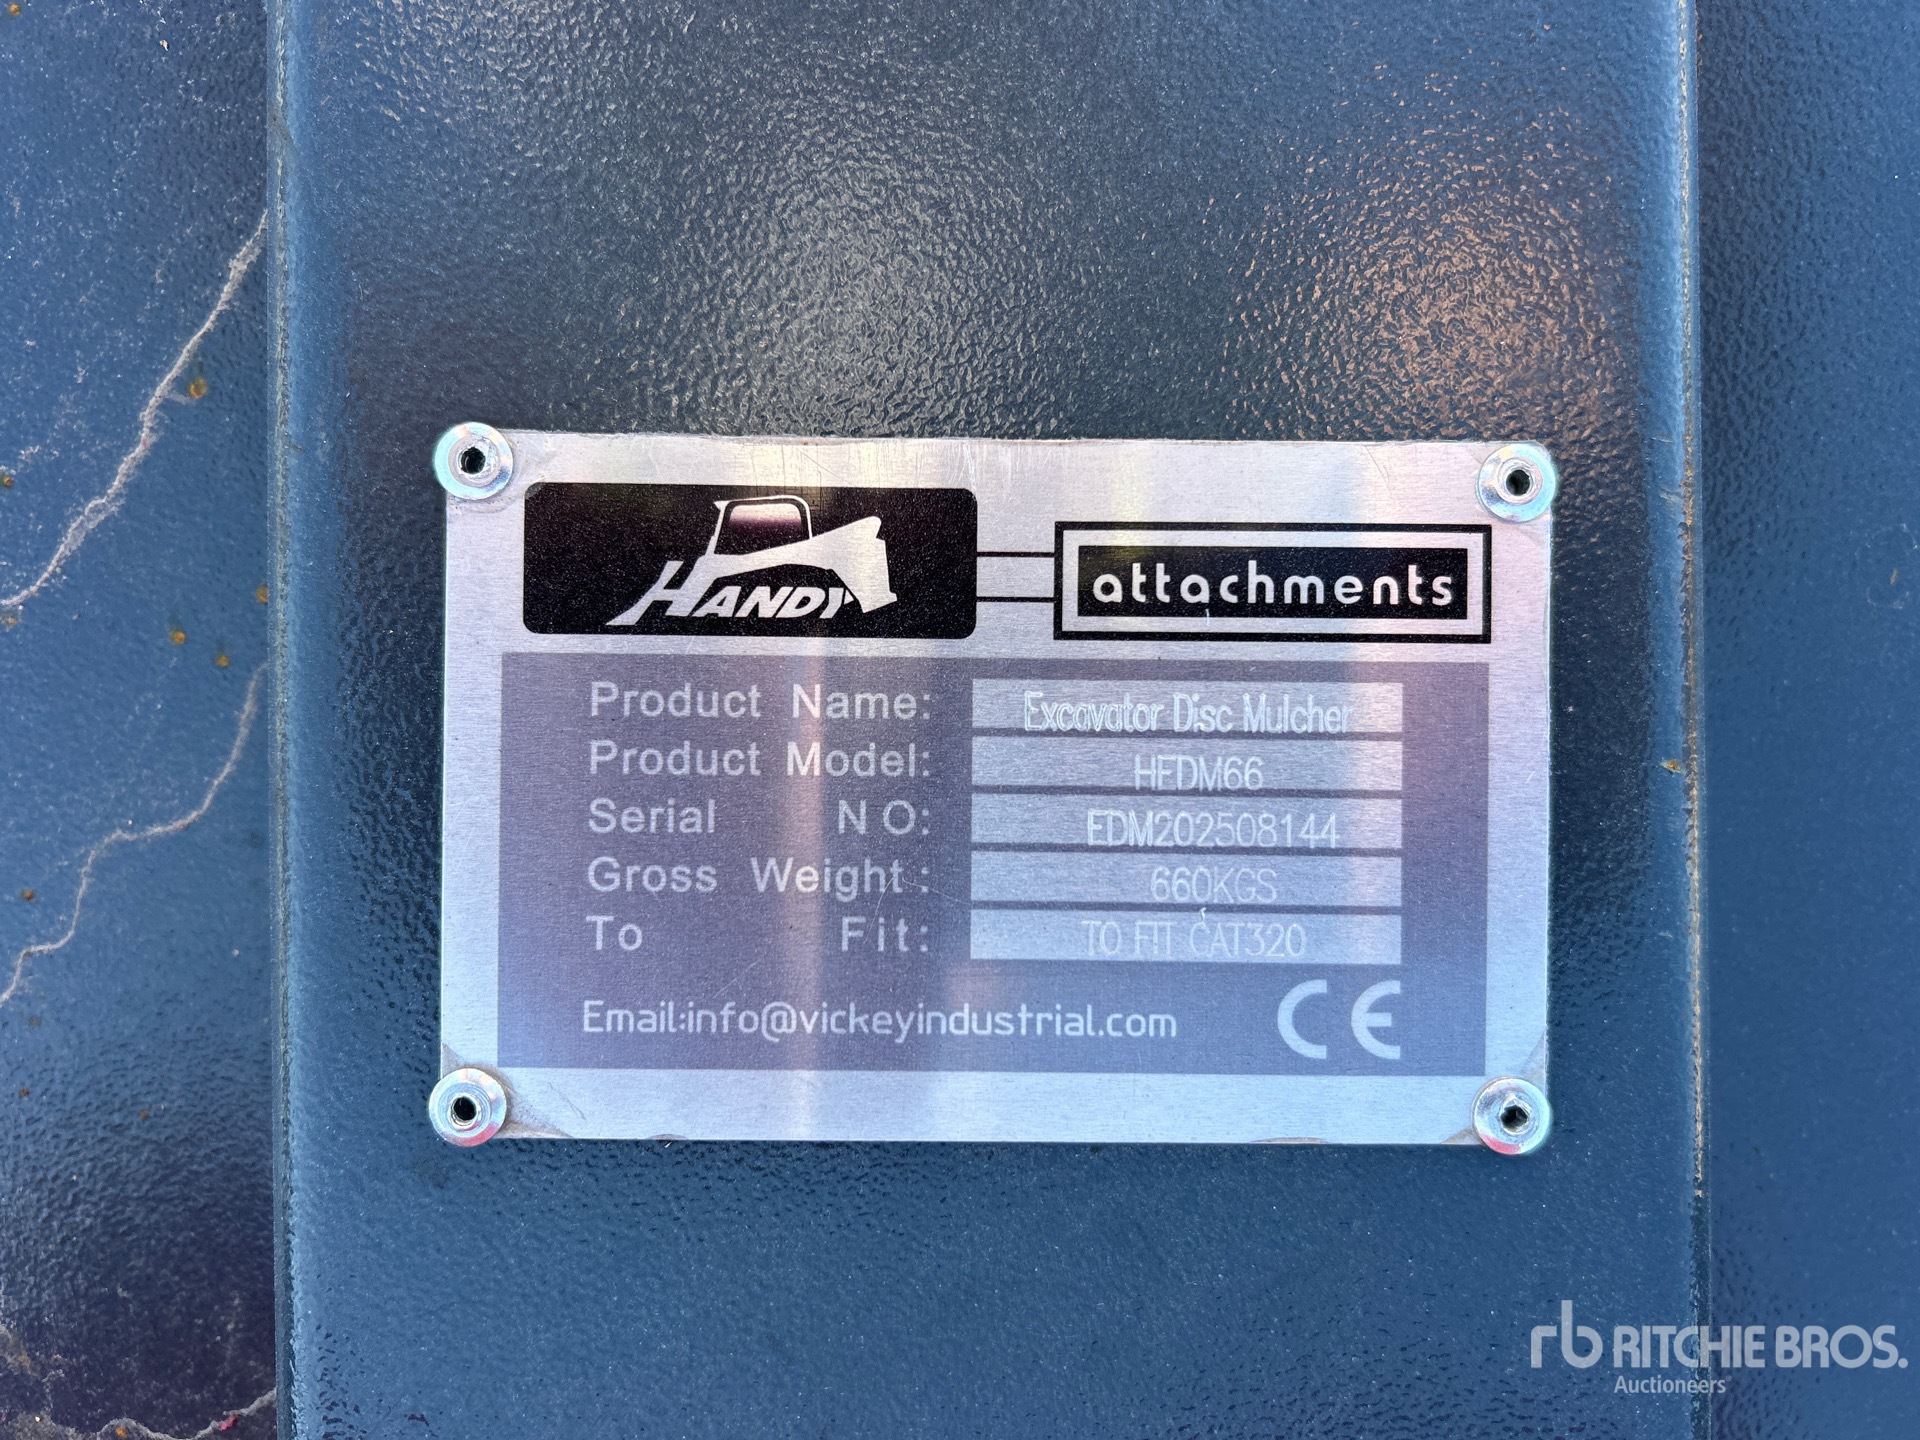 HANDY
attachments
Product Name: Excavator Disc Mulcher
Product Model: HEDM66
Serial NO: EDM202508144
Gross Weight: 660KGS
To Fit: TO FIT CAT320
Email:info@vickeyindustrial.com CE
rb RITCHIE BROS.
Auctioneers